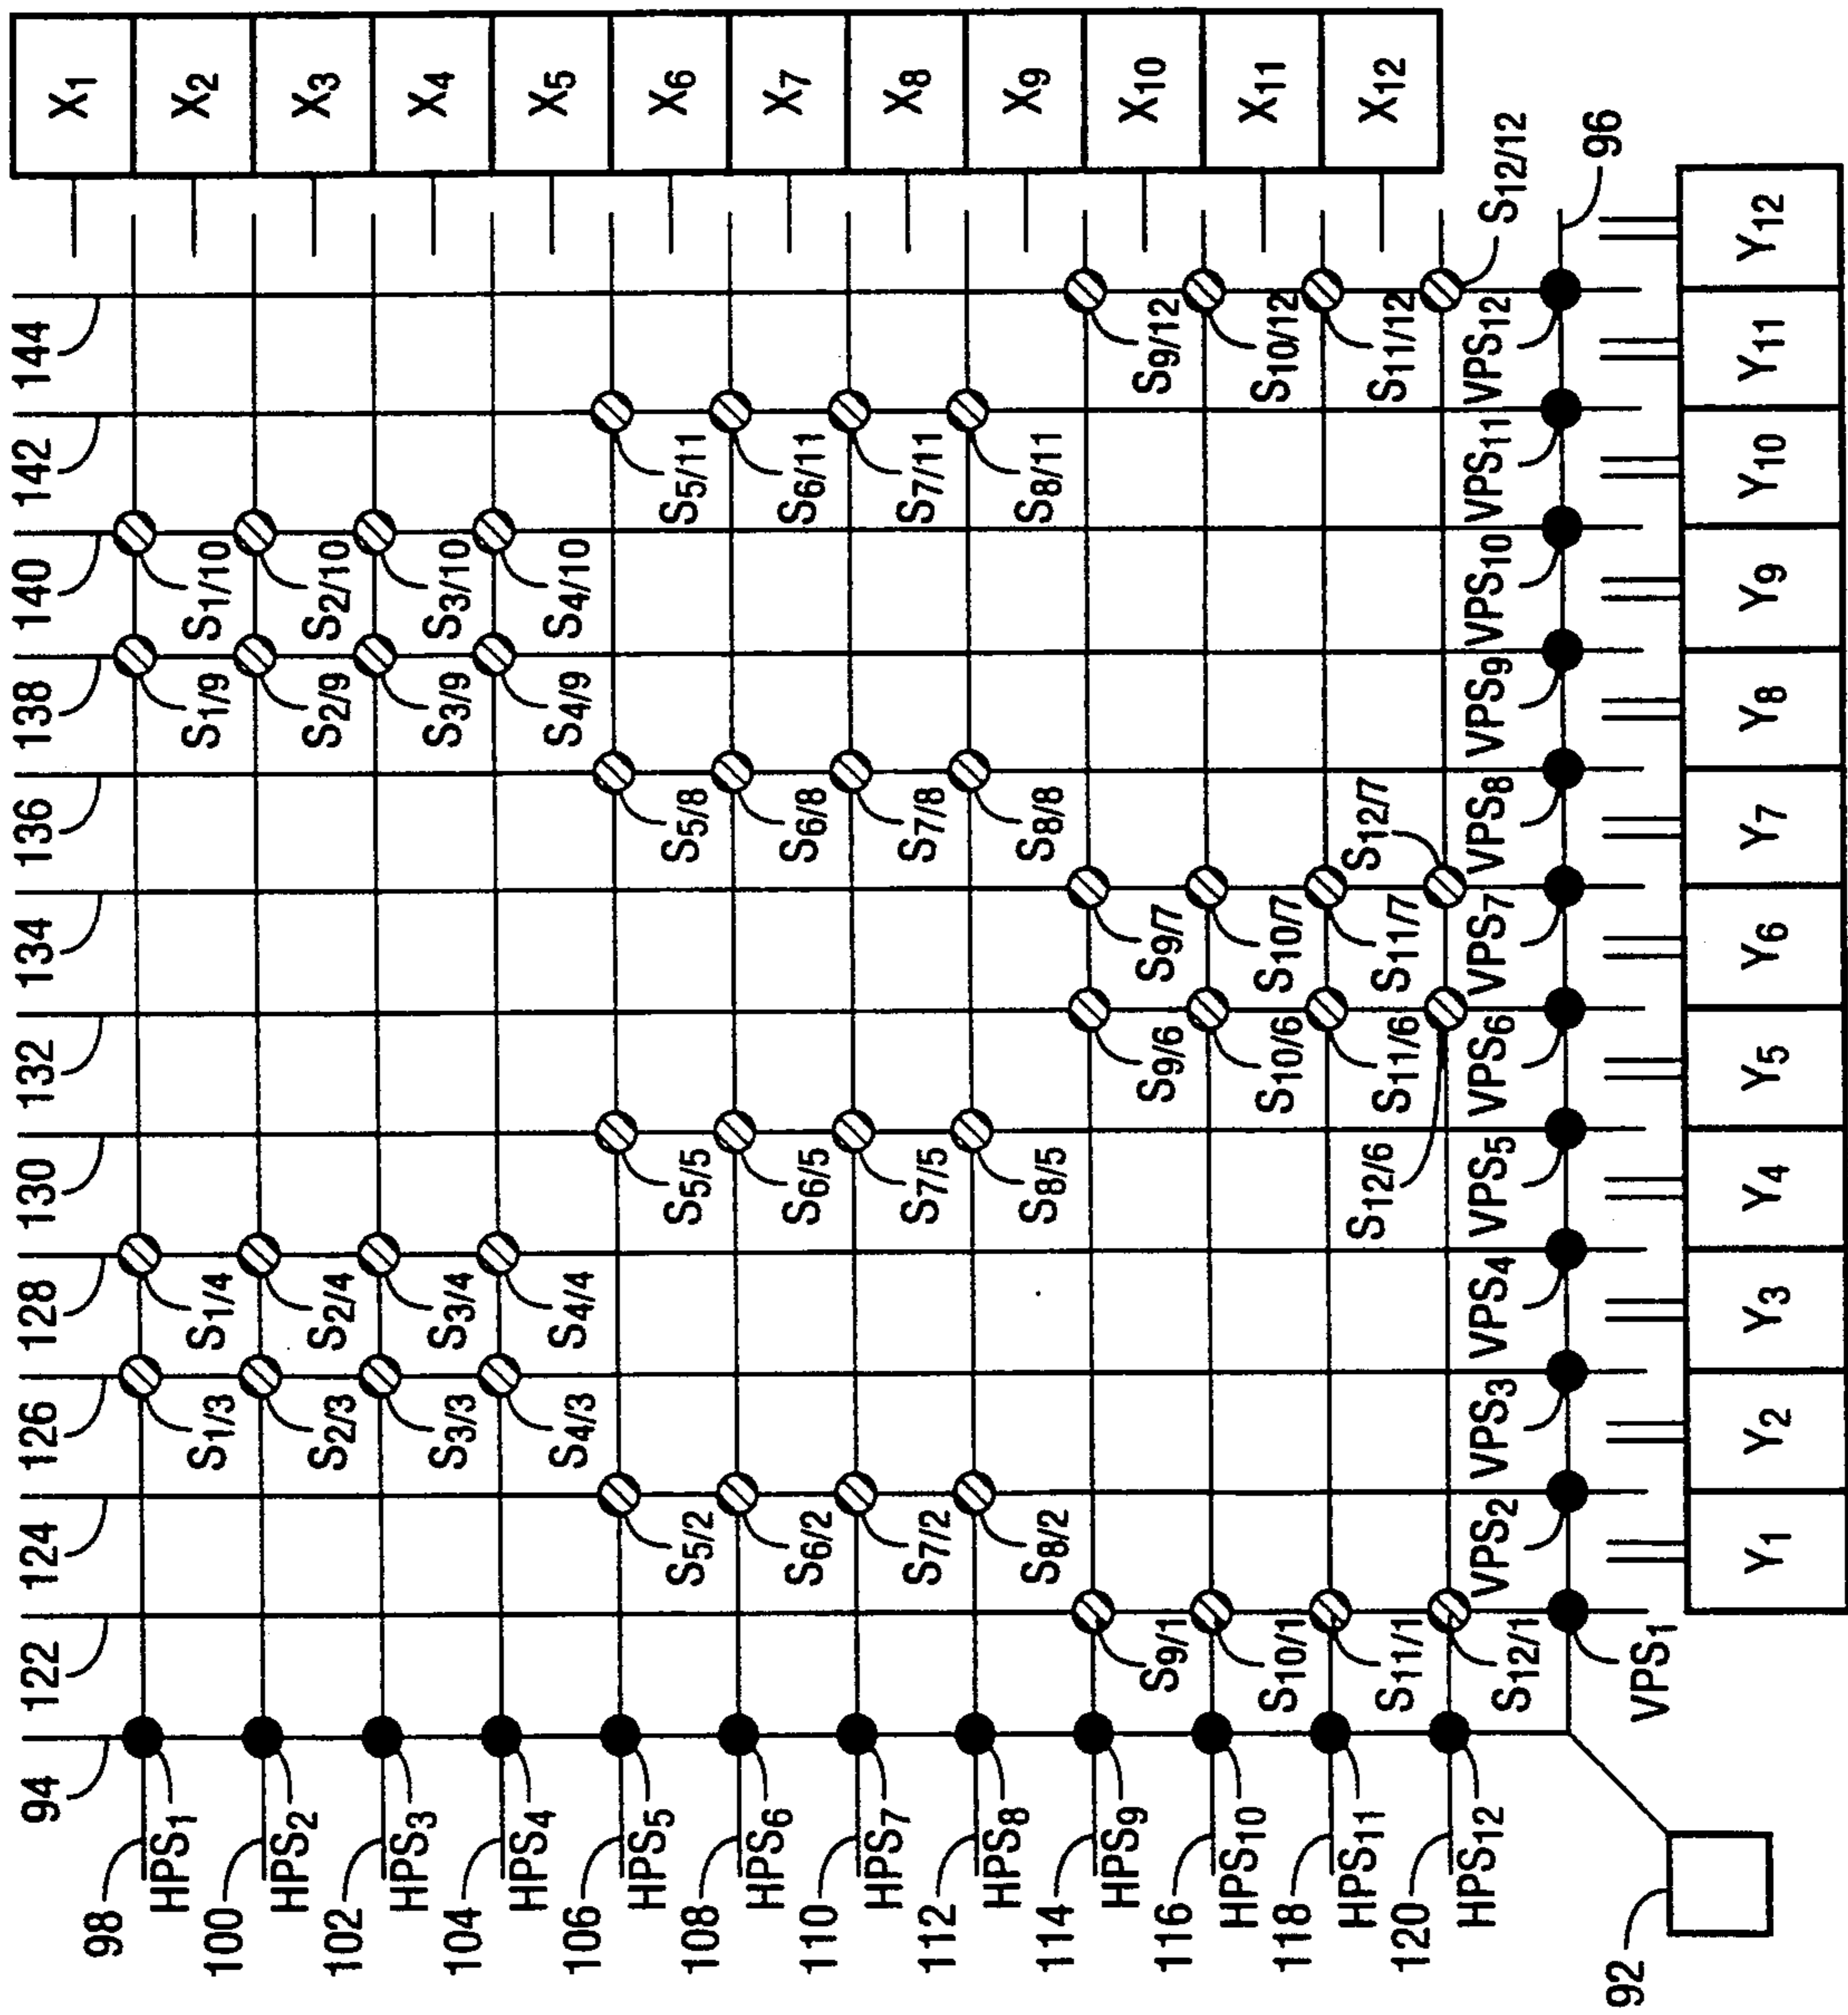 94 122 124 126 128 130 132 134 136 138 140 142 144
98
HPS1
100
HPS2
102
HPS3
104
HPS4
106
HPS5
108
HPS6
110
HPS7
112
HPS8
114
HPS9
116
HPS10
118
HPS11
120
HPS12
92
S1/3 S1/4 S1/9 S1/10
S2/3 S2/4 S2/9 S2/10
S3/3 S3/4 S3/9 S3/10
S4/3 S4/4 S4/9 S4/10
S5/2 S5/5 S5/8 S5/11
S6/2 S6/5 S6/8 S6/11
S7/2 S7/5 S7/8 S7/11
S8/2 S8/5 S8/8 S8/11
S9/1 S9/6 S9/7 S9/12
S10/1 S10/6 S10/7 S10/12
S11/1 S11/6 S11/7 S11/12
S12/1 S12/6 S12/7 S12/12
VPS1 VPS2 VPS3 VPS4 VPS5 VPS6 VPS7 VPS8 VPS9 VPS10 VPS11 VPS12
96
X1
X2
X3
X4
X5
X6
X7
X8
X9
X10
X11
X12
Y1 Y2 Y3 Y4 Y5 Y6 Y7 Y8 Y9 Y10 Y11 Y12